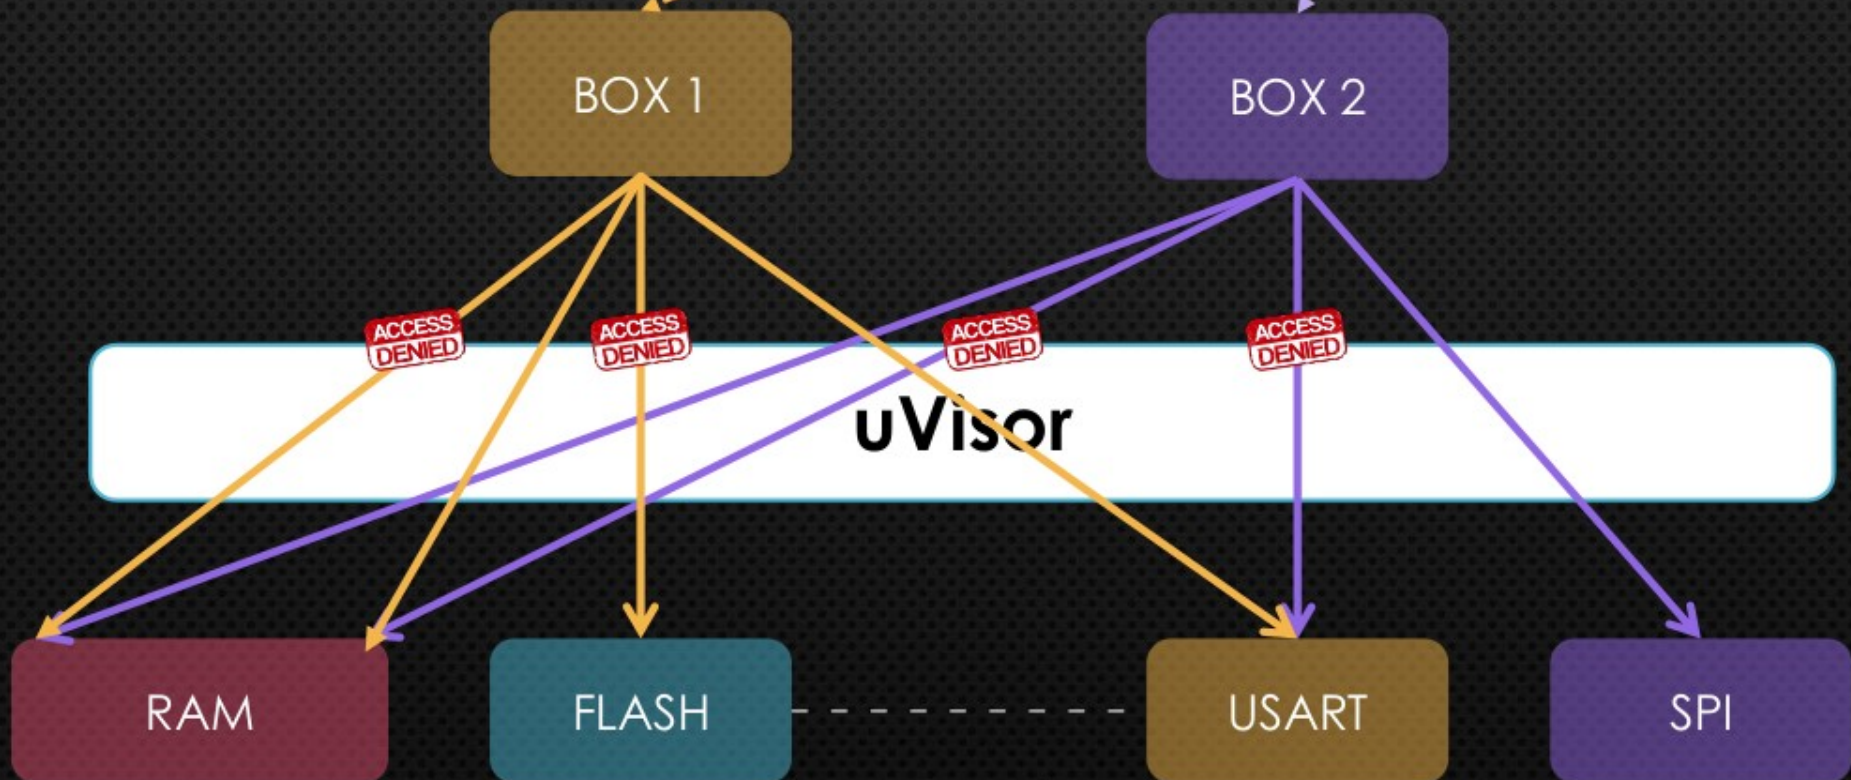 BOX 1
BOX 2
ACCESS
DENIED
ACCESS
DENIED
ACCESS
DENIED
ACCESS
DENIED
uVisor
RAM
FLASH
USART
SPI